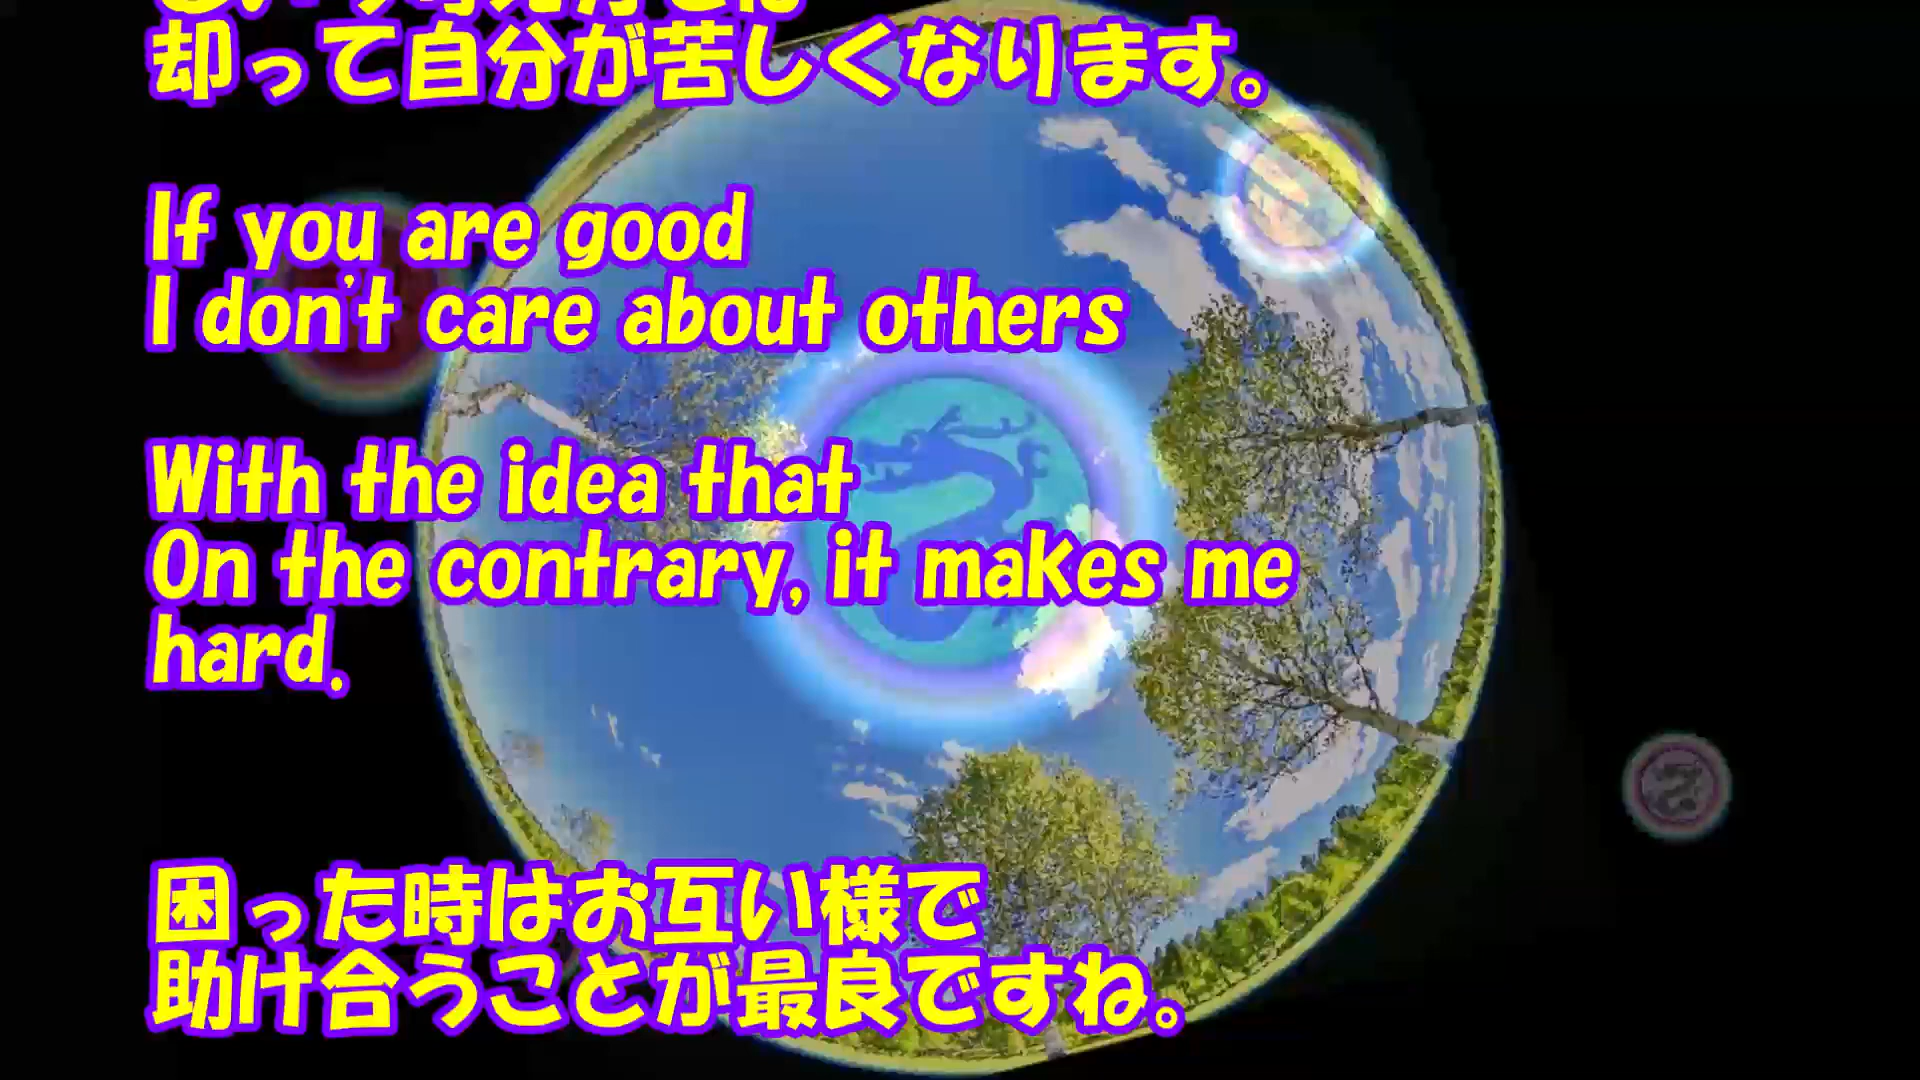 却って自分が苦しくなります。
If you are good
I don't care about others
With the idea that
On the contrary, it makes me
hard.
困った時はお互い様で
助け合うことが最良ですね。